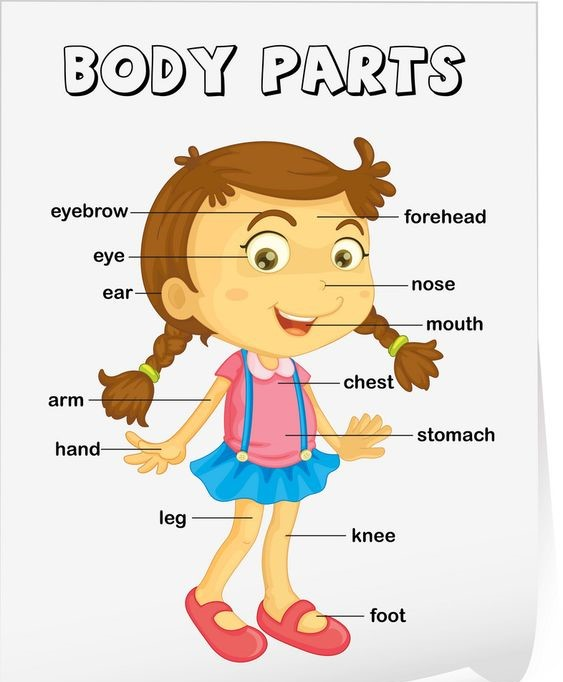 BODY PARTS
eyebrow
forehead
eye
nose
ear
mouth
chest
arm
stomach
hand
leg
knee
foot